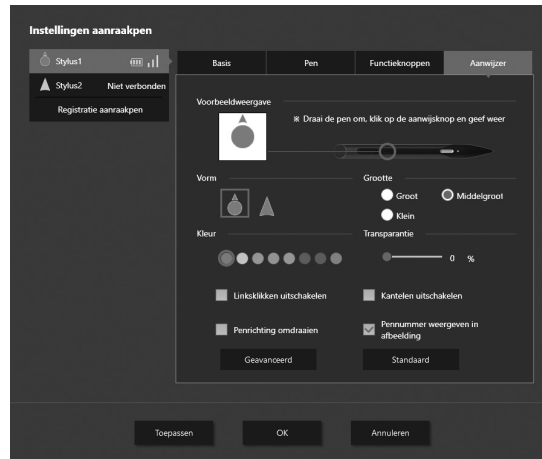 Instellingen aanraakpen
Stylus1
Stylus2 Niet verbonden
Registratie aanraakpen
Basis Pen Functieknoppen Aanwijzer
Voorbeeldweergave
※ Draai de pen om, klik op de aanwijsknop en geef weer
Vorm Grootte
Groot Middelgroot
Klein
Kleur Transparantie
0 %
Linksklikken uitschakelen Kantelen uitschakelen
Penrichting omdraaien Pennummer weergeven in
afbeelding
Geavanceerd Standaard
Toepassen OK Annuleren